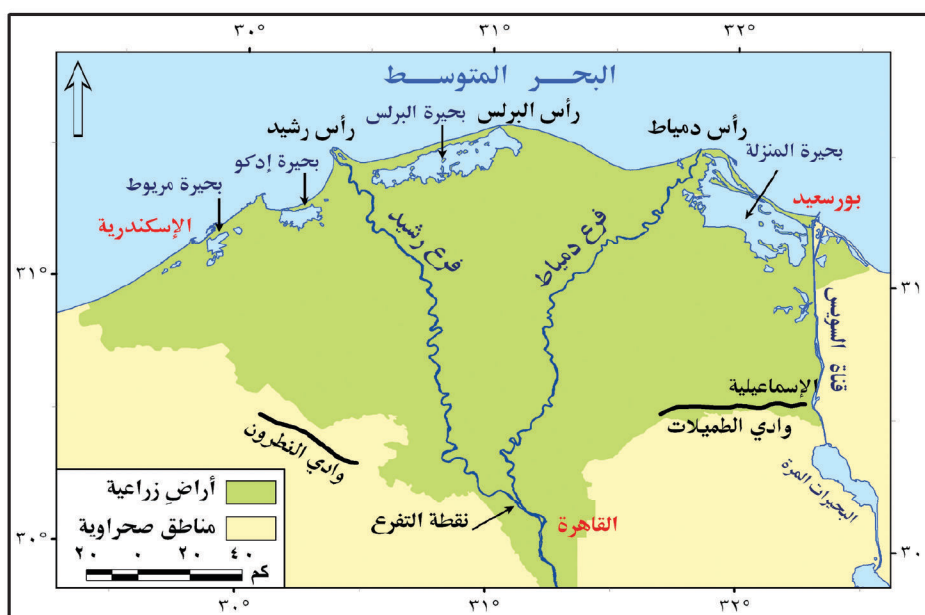 ٣٠° ٣١° ٣٢°
البحر المتوسط
رأس البرلس
بحيرة البرلس
رأس رشيد
رأس دمياط
بحيرة المنزلة
بحيرة إدكو
بحيرة مريوط
بورسعيد
الإسكندرية
فرع رشيد
فرع دمياط
٣١° ٣١
قناة السويس
الإسماعيلية
وادي الطميلات
وادي النطرون
البحيرات المرة
نقطة التفرع
القاهرة
أراضٍ زراعية
مناطق صحراوية
٢٠ ٠ ٢٠ ٤٠
كم
٣٠° ٣٠
٣٠° ٣١° ٣٢°